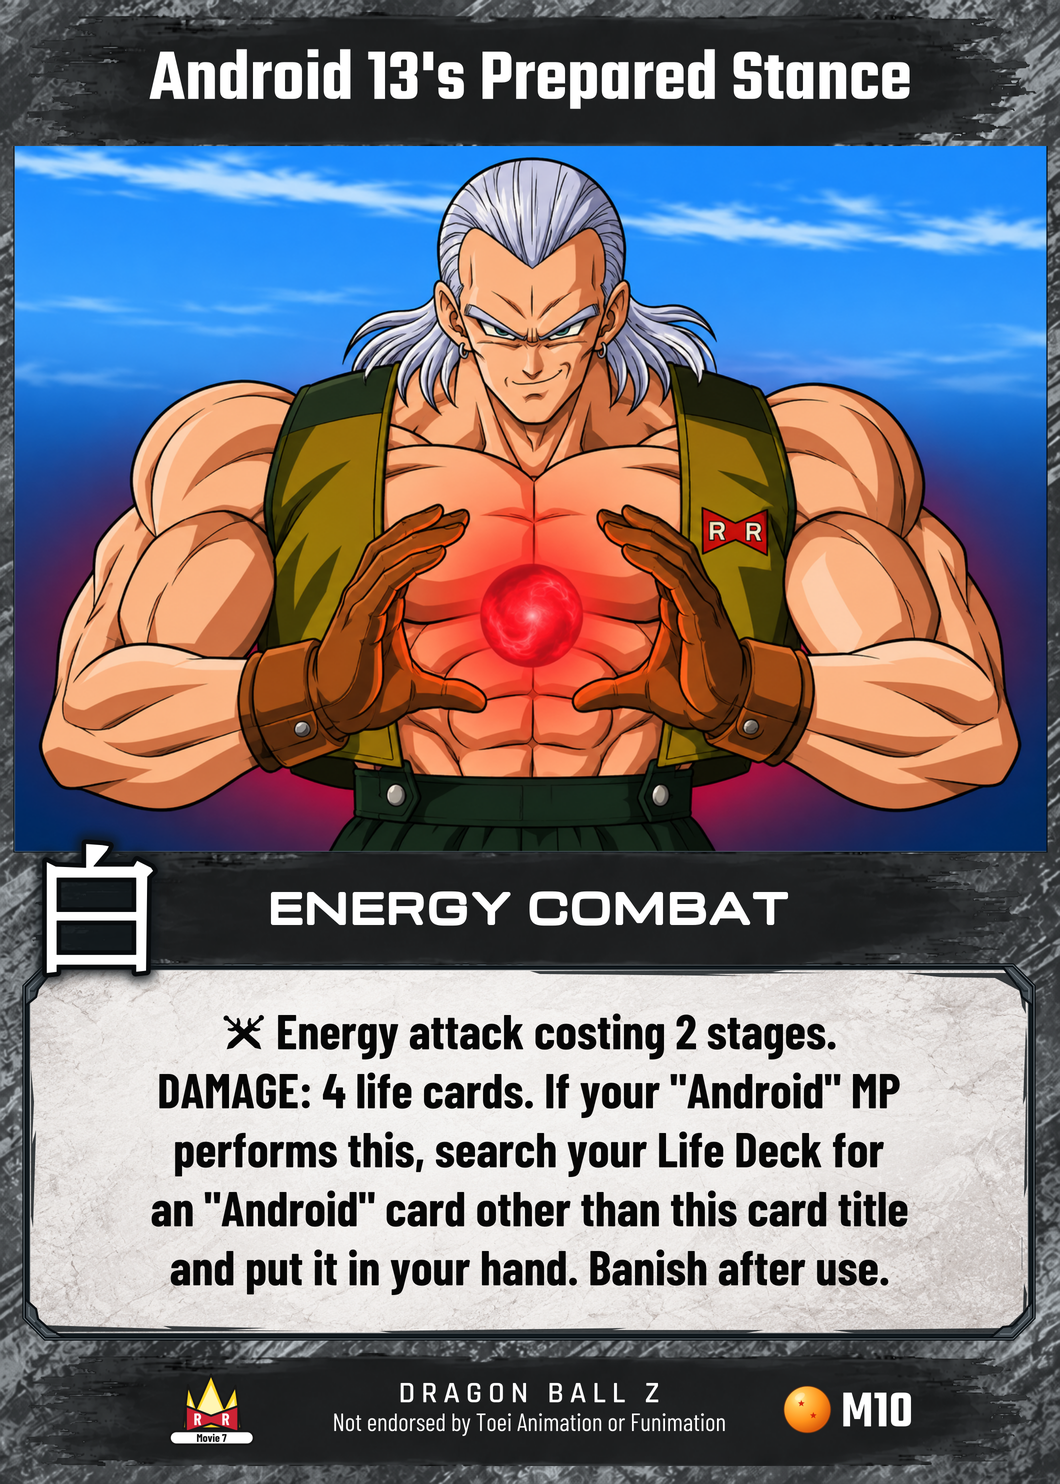 Android 13's Prepared Stance
R R
白
ENERGY COMBAT
Energy attack costing 2 stages.
DAMAGE: 4 life cards. If your "Android" MP
performs this, search your Life Deck for
an "Android" card other than this card title
and put it in your hand. Banish after use.
R R
Movie 7
DRAGON BALL Z
Not endorsed by Toei Animation or Funimation
M10